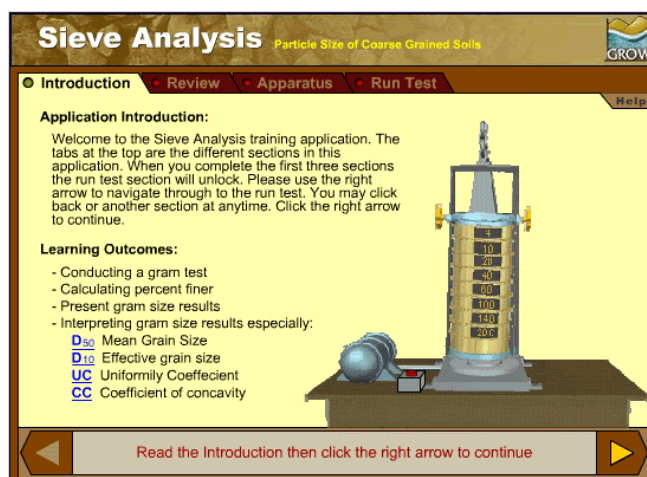 Sieve Analysis Particle Size of Coarse Grained Soils
GROW
Introduction Review Apparatus Run Test
Help
Application Introduction:
Welcome to the Sieve Analysis training application. The
tabs at the top are the different sections in this
application. When you complete the first three sections
the run test section will unlock. Please use the right
arrow to navigate through to the run test. You may click
back or another section at anytime. Click the right arrow
to continue.
Learning Outcomes:
- Conducting a gram test
- Calculating percent finer
- Present gram size results
- Interpreting gram size results especially:
D50 Mean Grain Size
D10 Effective grain size
UC Uniformily Coeffecient
CC Coefficient of concavity
4
10
20
40
60
100
140
200
Read the Introduction then click the right arrow to continue